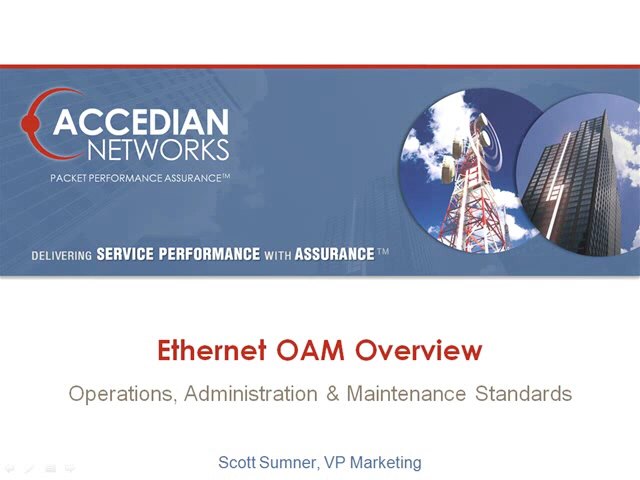 ACCEDIAN
NETWORKS
PACKET PERFORMANCE ASSURANCE™
DELIVERING SERVICE PERFORMANCE WITH ASSURANCE™
Ethernet OAM Overview
Operations, Administration & Maintenance Standards
Scott Sumner, VP Marketing